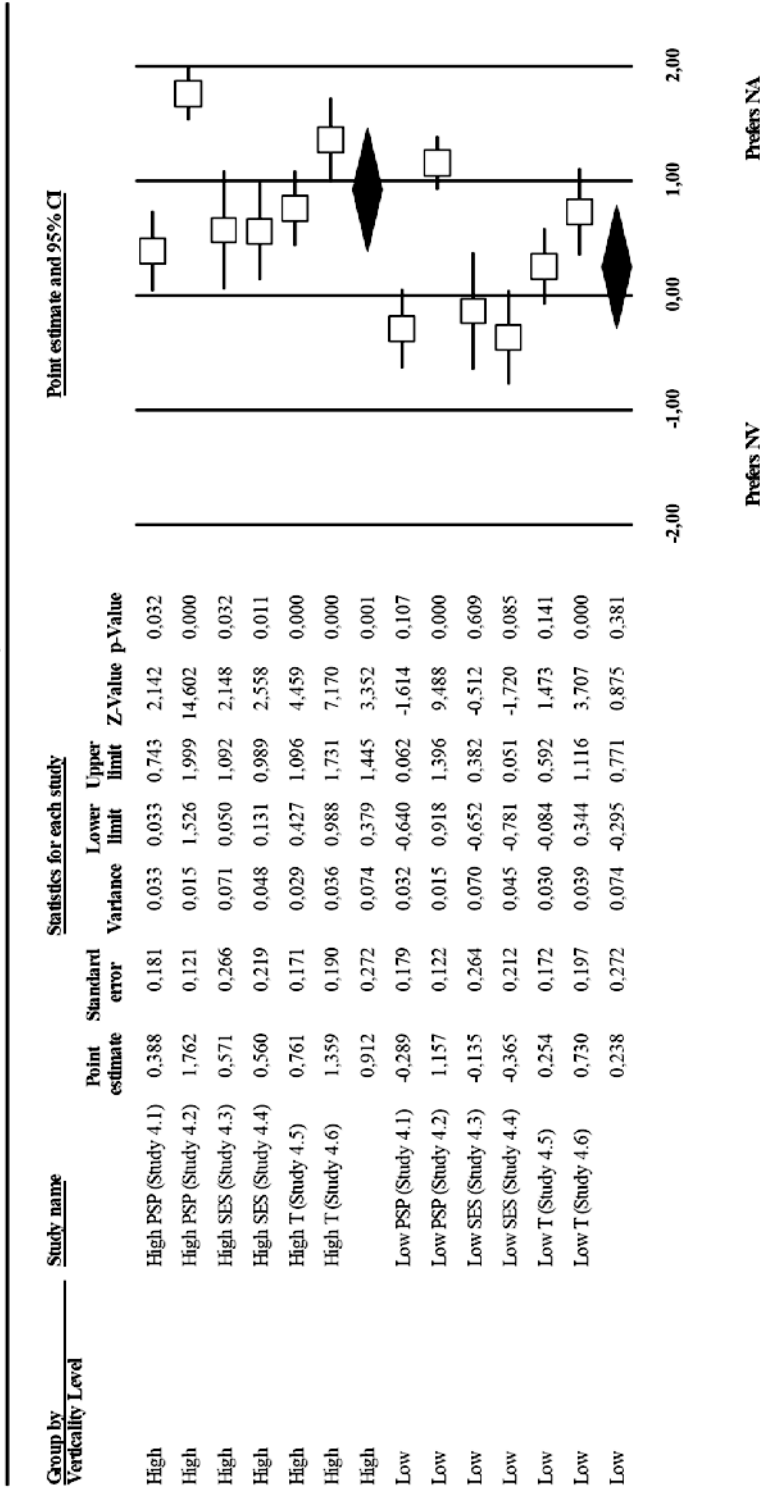 Group by
Verticality Level
Study name
Statistics for each study
Point estimate and 95% CI
Point estimate Standard error Variance Lower limit Upper limit Z-Value p-Value
High High PSP (Study 4.1) 0,388 0,181 0,033 0,033 0,743 2,142 0,032
High High PSP (Study 4.2) 1,762 0,121 0,015 1,526 1,999 14,602 0,000
High High SES (Study 4.3) 0,571 0,266 0,071 0,050 1,092 2,148 0,032
High High SES (Study 4.4) 0,560 0,219 0,048 0,131 0,989 2,558 0,011
High High T (Study 4.5) 0,761 0,171 0,029 0,427 1,096 4,459 0,000
High High T (Study 4.6) 1,359 0,190 0,036 0,988 1,731 7,170 0,000
High 0,912 0,272 0,074 0,379 1,445 3,352 0,001
Low Low PSP (Study 4.1) -0,289 0,179 0,032 -0,640 0,062 -1,614 0,107
Low Low PSP (Study 4.2) 1,157 0,122 0,015 0,918 1,396 9,488 0,000
Low Low SES (Study 4.3) -0,135 0,264 0,070 -0,652 0,382 -0,512 0,609
Low Low SES (Study 4.4) -0,365 0,212 0,045 -0,781 0,051 -1,720 0,085
Low Low T (Study 4.5) 0,254 0,172 0,030 -0,084 0,592 1,473 0,141
Low Low T (Study 4.6) 0,730 0,197 0,039 0,344 1,116 3,707 0,000
Low 0,238 0,272 0,074 -0,295 0,771 0,875 0,381
-2,00 -1,00 0,00 1,00 2,00
Prefers NV Prefers NA